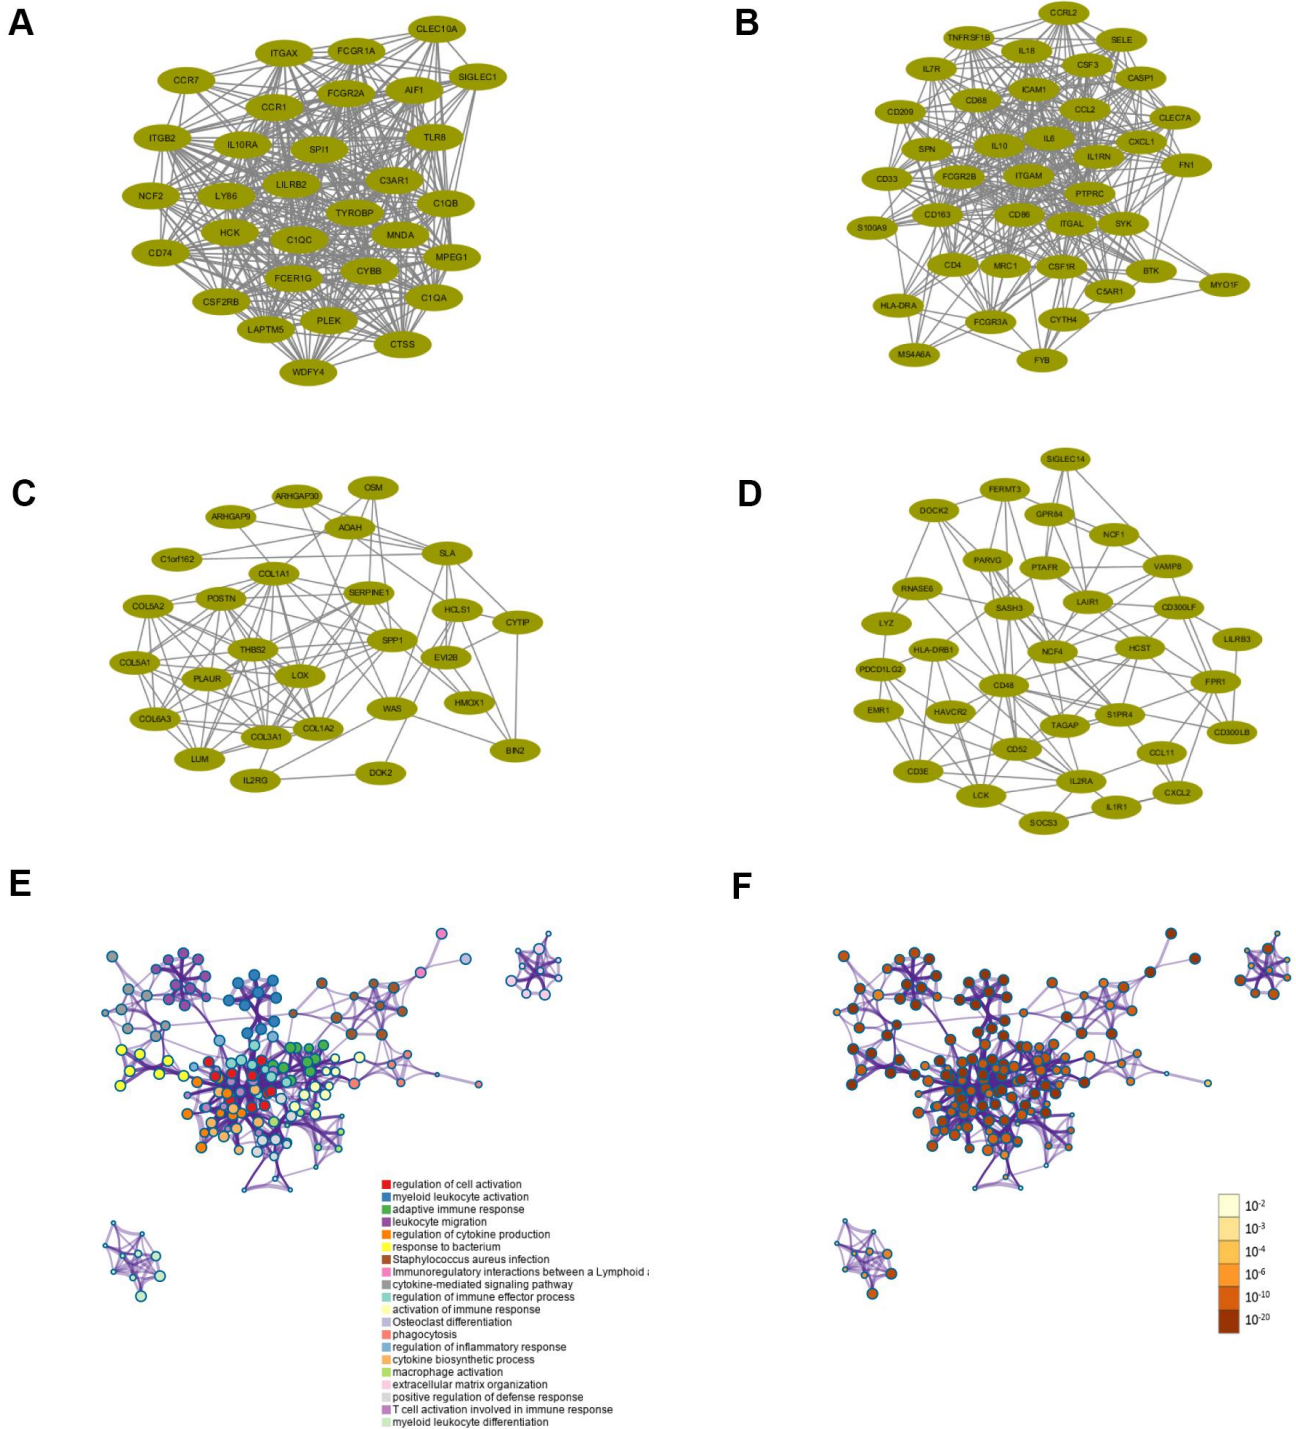 A
CLEC10A
ITGAX
FCGR1A
CCR7
SIGLEC1
FCGR2A
AIF1
CCR1
ITGB2
IL10RA
SPI1
TLR8
LILRB2
C3AR1
NCF2
LY86
TYROBP
C1QB
HCK
C1QC
MNDA
CD74
MPEG1
FCER1G
CYBB
CSF2RB
C1QA
LAPTM5
PLEK
CTSS
WDFY4
B
CCRL2
TNFRSF1B
IL18
SELE
IL7R
CSF3
CASP1
CD68
ICAM1
CD209
CCL2
CLEC7A
SPN
IL10
IL6
CXCL1
IL1RN
FN1
CD33
FCGR2B
ITGAM
PTPRC
S100A9
CD163
CD86
ITGAL
SYK
CD4
MRC1
CSF1R
BTK
C5AR1
MYO1F
HLA-DRA
FCGR3A
CYTH4
MS4A6A
FYB
C
ARHGAP30
OSM
ARHGAP9
AOAH
C1orf162
SLA
COL1A1
COL5A2
POSTN
SERPINE1
HCLS1
CYTIP
THBS2
SPP1
COL5A1
EVI2B
PLAUR
LOX
COL6A3
WAS
HMOX1
COL3A1
COL1A2
LUM
BIN2
IL2RG
DOK2
D
SIGLEC14
FERMT3
DOCK2
GPR84
NCF1
PARVG
PTAFR
VAMP8
RNASE6
SASH3
LAIR1
CD300LF
LYZ
LILRB3
HLA-DRB1
NCF4
HCST
PDCD1LG2
CD48
FPR1
EMR1
HAVCR2
TAGAP
S1PR4
CD300LB
CD52
CCL11
CD3E
LCK
IL2RA
CXCL2
IL1R1
SOCS3
E
regulation of cell activation
myeloid leukocyte activation
adaptive immune response
leukocyte migration
regulation of cytokine production
response to bacterium
Staphylococcus aureus infection
Immunoregulatory interactions between a Lymphoid
cytokine-mediated signaling pathway
regulation of immune effector process
activation of immune response
Osteoclast differentiation
phagocytosis
regulation of inflammatory response
cytokine biosynthetic process
macrophage activation
extracellular matrix organization
positive regulation of defense response
T cell activation involved in immune response
myeloid leukocyte differentiation
F
10-2
10-3
10-4
10-6
10-10
10-20